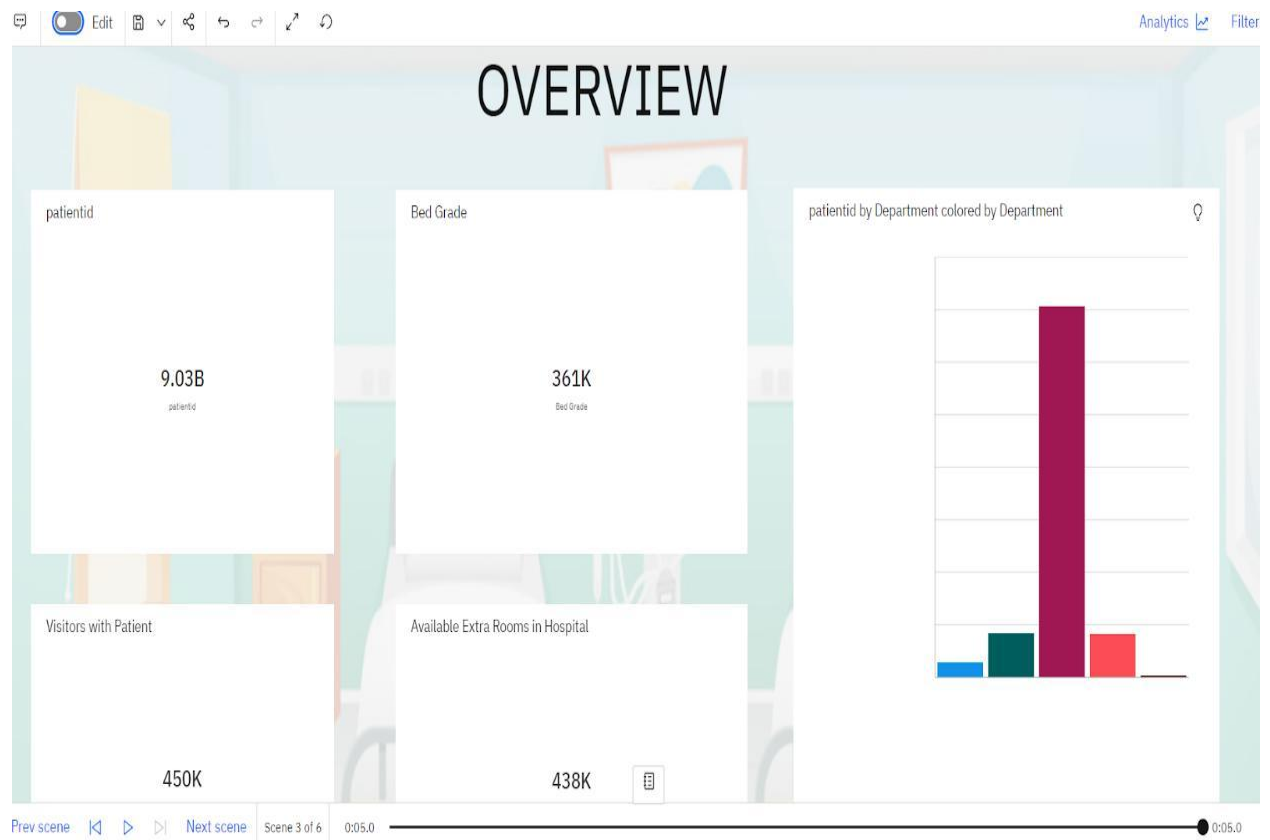 Edit
Analytics
Filter
OVERVIEW
patientid
9.03B
patientid
Bed Grade
361K
Bed Grade
patientid by Department colored by Department
Visitors with Patient
450K
Available Extra Rooms in Hospital
438K
Prev scene
Next scene
Scene 3 of 6
0:05.0
0:05.0